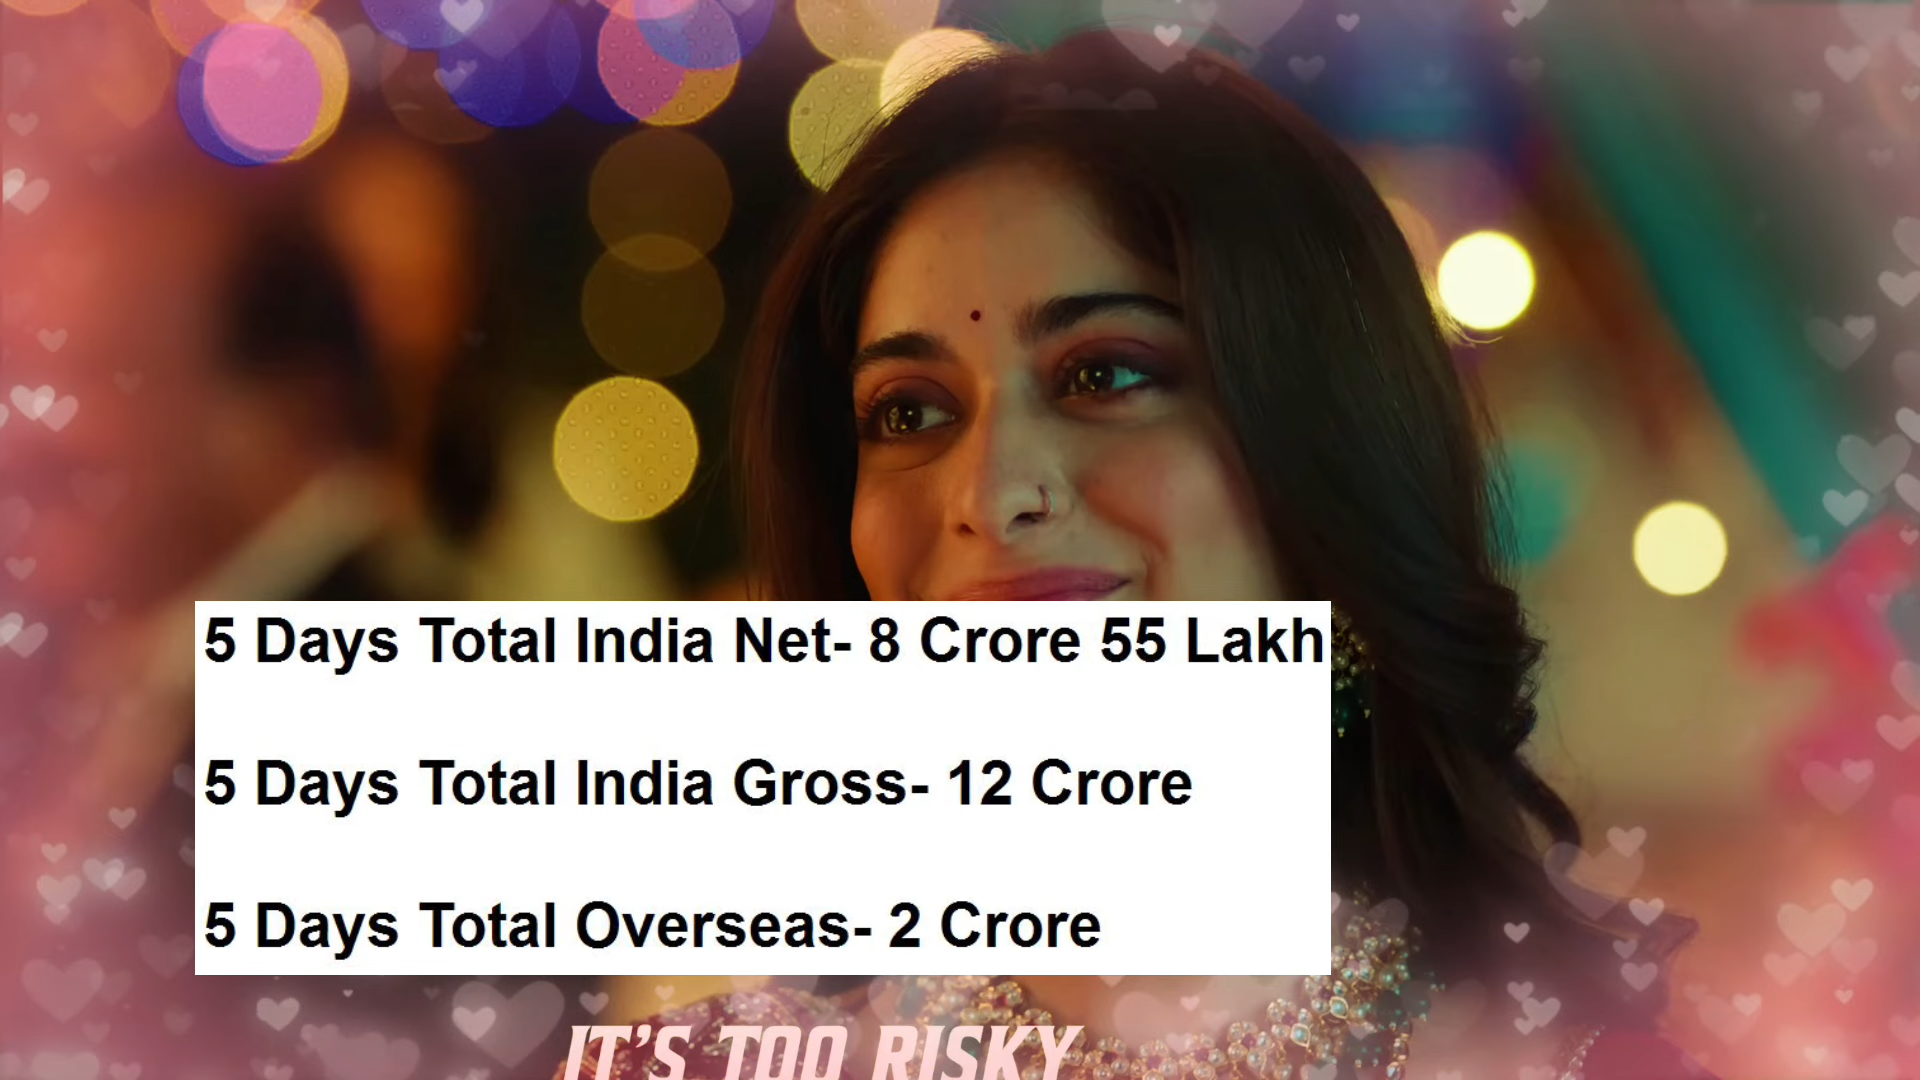 5 Days Total India Net- 8 Crore 55 Lakh
5 Days Total India Gross- 12 Crore
5 Days Total Overseas- 2 Crore
IT'S TOO RISKY